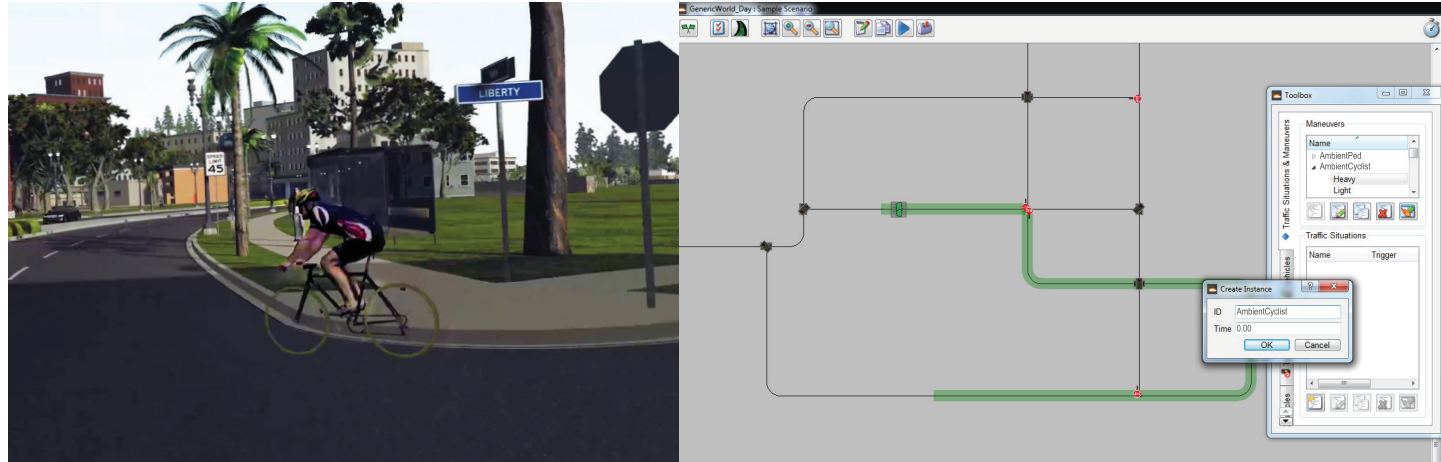 LIBERTY
SPEED
LIMIT
45
GenericWorld_Day : Sample Scenario
Toolbox
Traffic Situations & Maneuvers
Maneuvers
Name
AmbientPed
AmbientCyclist
Heavy
Light
Traffic Situations
Name Trigger
Create Instance
ID AmbientCyclist
Time 0.00
OK Cancel